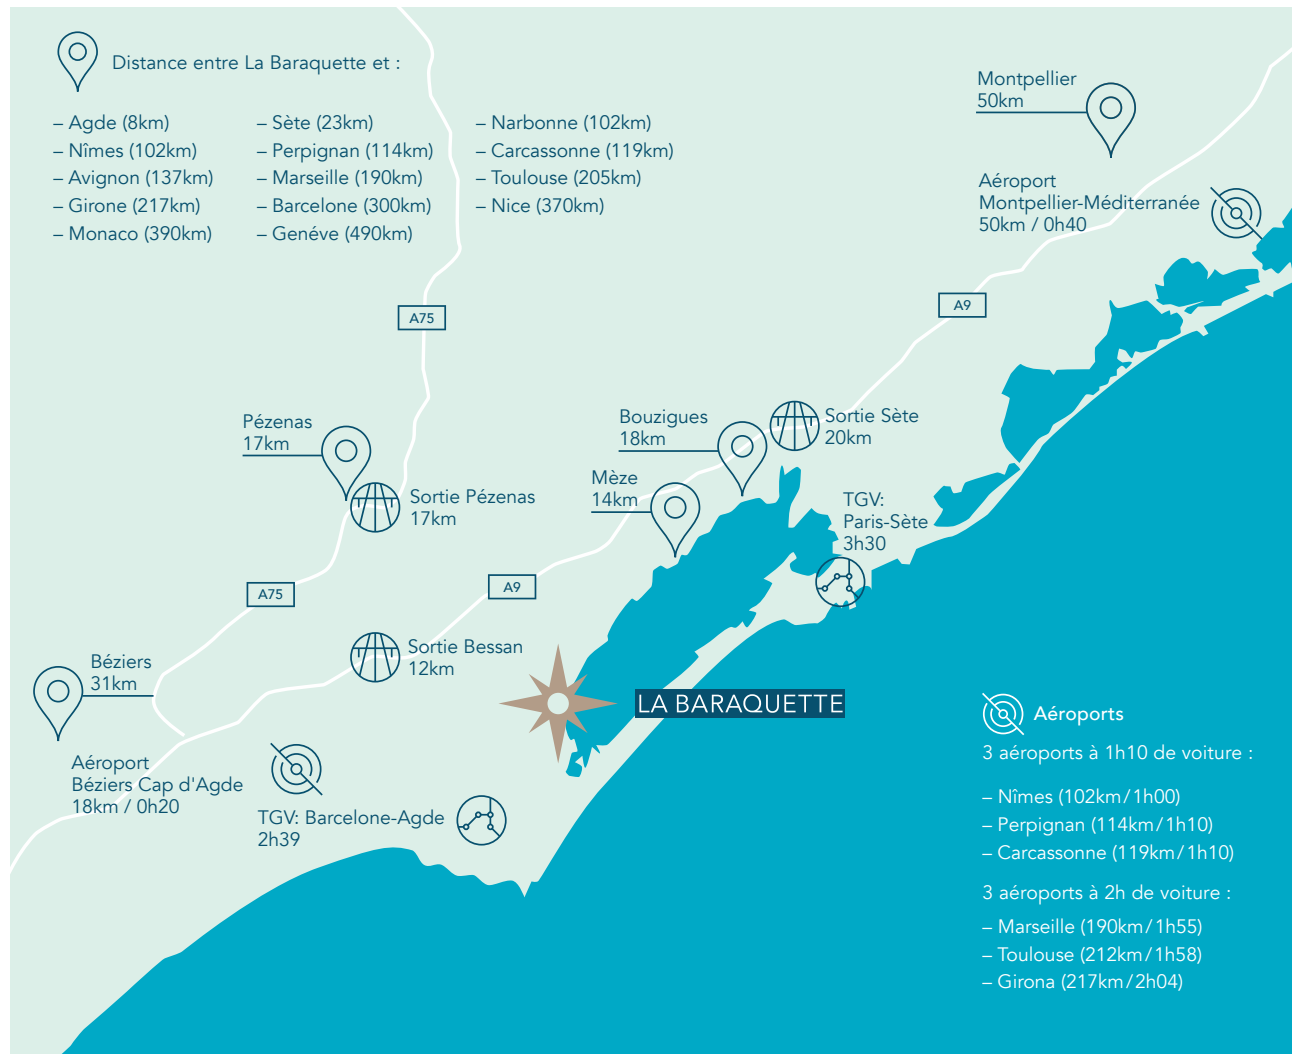 Distance entre La Baraquette et :
– Agde (8km)
– Nîmes (102km)
– Avignon (137km)
– Girone (217km)
– Monaco (390km)
– Sète (23km)
– Perpignan (114km)
– Marseille (190km)
– Barcelone (300km)
– Genéve (490km)
– Narbonne (102km)
– Carcassonne (119km)
– Toulouse (205km)
– Nice (370km)
Montpellier
50km
Aéroport
Montpellier-Méditerranée
50km / 0h40
A75
A9
Pézenas
17km
Bouzigues
18km
Sortie Sète
20km
Mèze
14km
Sortie Pézenas
17km
TGV:
Paris-Sète
3h30
A75
A9
Sortie Bessan
12km
Béziers
31km
LA BARAQUETTE
Aéroport
Béziers Cap d'Agde
18km / 0h20
TGV: Barcelone-Agde
2h39
Aéroports
3 aéroports à 1h10 de voiture :
– Nîmes (102km/1h00)
– Perpignan (114km/1h10)
– Carcassonne (119km/1h10)
3 aéroports à 2h de voiture :
– Marseille (190km/1h55)
– Toulouse (212km/1h58)
– Girona (217km/2h04)